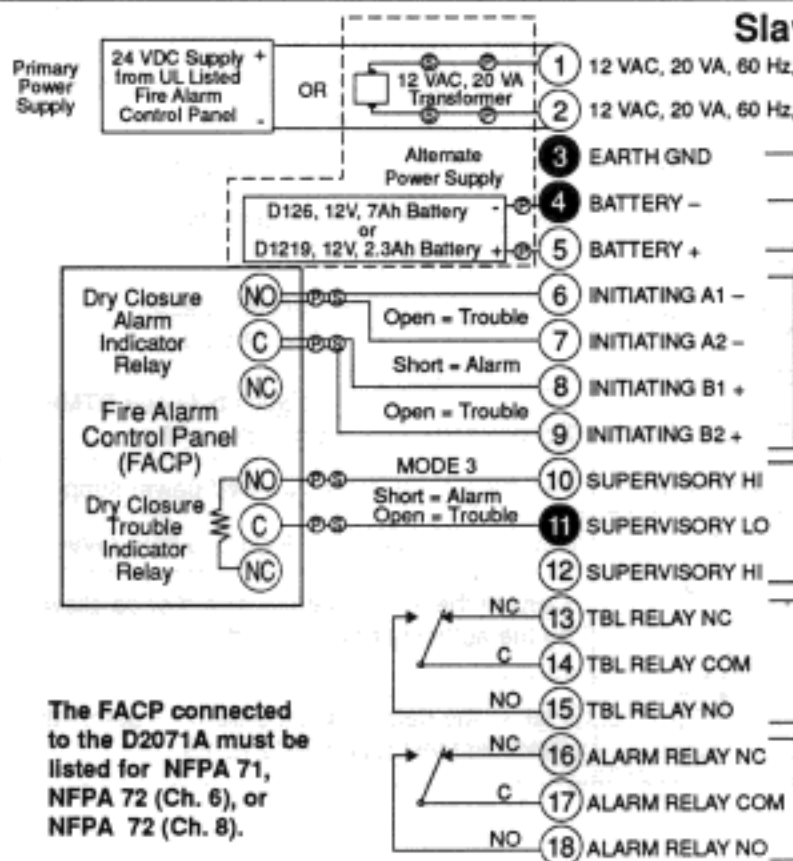 Sla
Primary
Power
Supply
24 VDC Supply +
from UL Listed
Fire Alarm
Control Panel -
OR
S P
12 VAC, 20 VA
Transformer
S P
1 12 VAC, 20 VA, 60 Hz,
2 12 VAC, 20 VA, 60 Hz,
3 EARTH GND
Alternate
Power Supply
D126, 12V, 7Ah Battery -
or
D1219, 12V, 2.3Ah Battery +
P 4 BATTERY –
P 5 BATTERY +
Dry Closure
Alarm
Indicator
Relay
NO P S
C P S
NC
6 INITIATING A1 –
Open = Trouble
7 INITIATING A2 –
Short = Alarm
8 INITIATING B1 +
Open = Trouble
9 INITIATING B2 +
Fire Alarm
Control Panel
(FACP)
Dry Closure
Trouble
Indicator
Relay
NO P S
C P S
NC
MODE 3
10 SUPERVISORY HI
Short = Alarm
Open = Trouble
11 SUPERVISORY LO
12 SUPERVISORY HI
NC 13 TBL RELAY NC
C 14 TBL RELAY COM
NO 15 TBL RELAY NO
NC 16 ALARM RELAY NC
C 17 ALARM RELAY COM
NO 18 ALARM RELAY NO
The FACP connected
to the D2071A must be
listed for NFPA 71,
NFPA 72 (Ch. 6), or
NFPA 72 (Ch. 8).